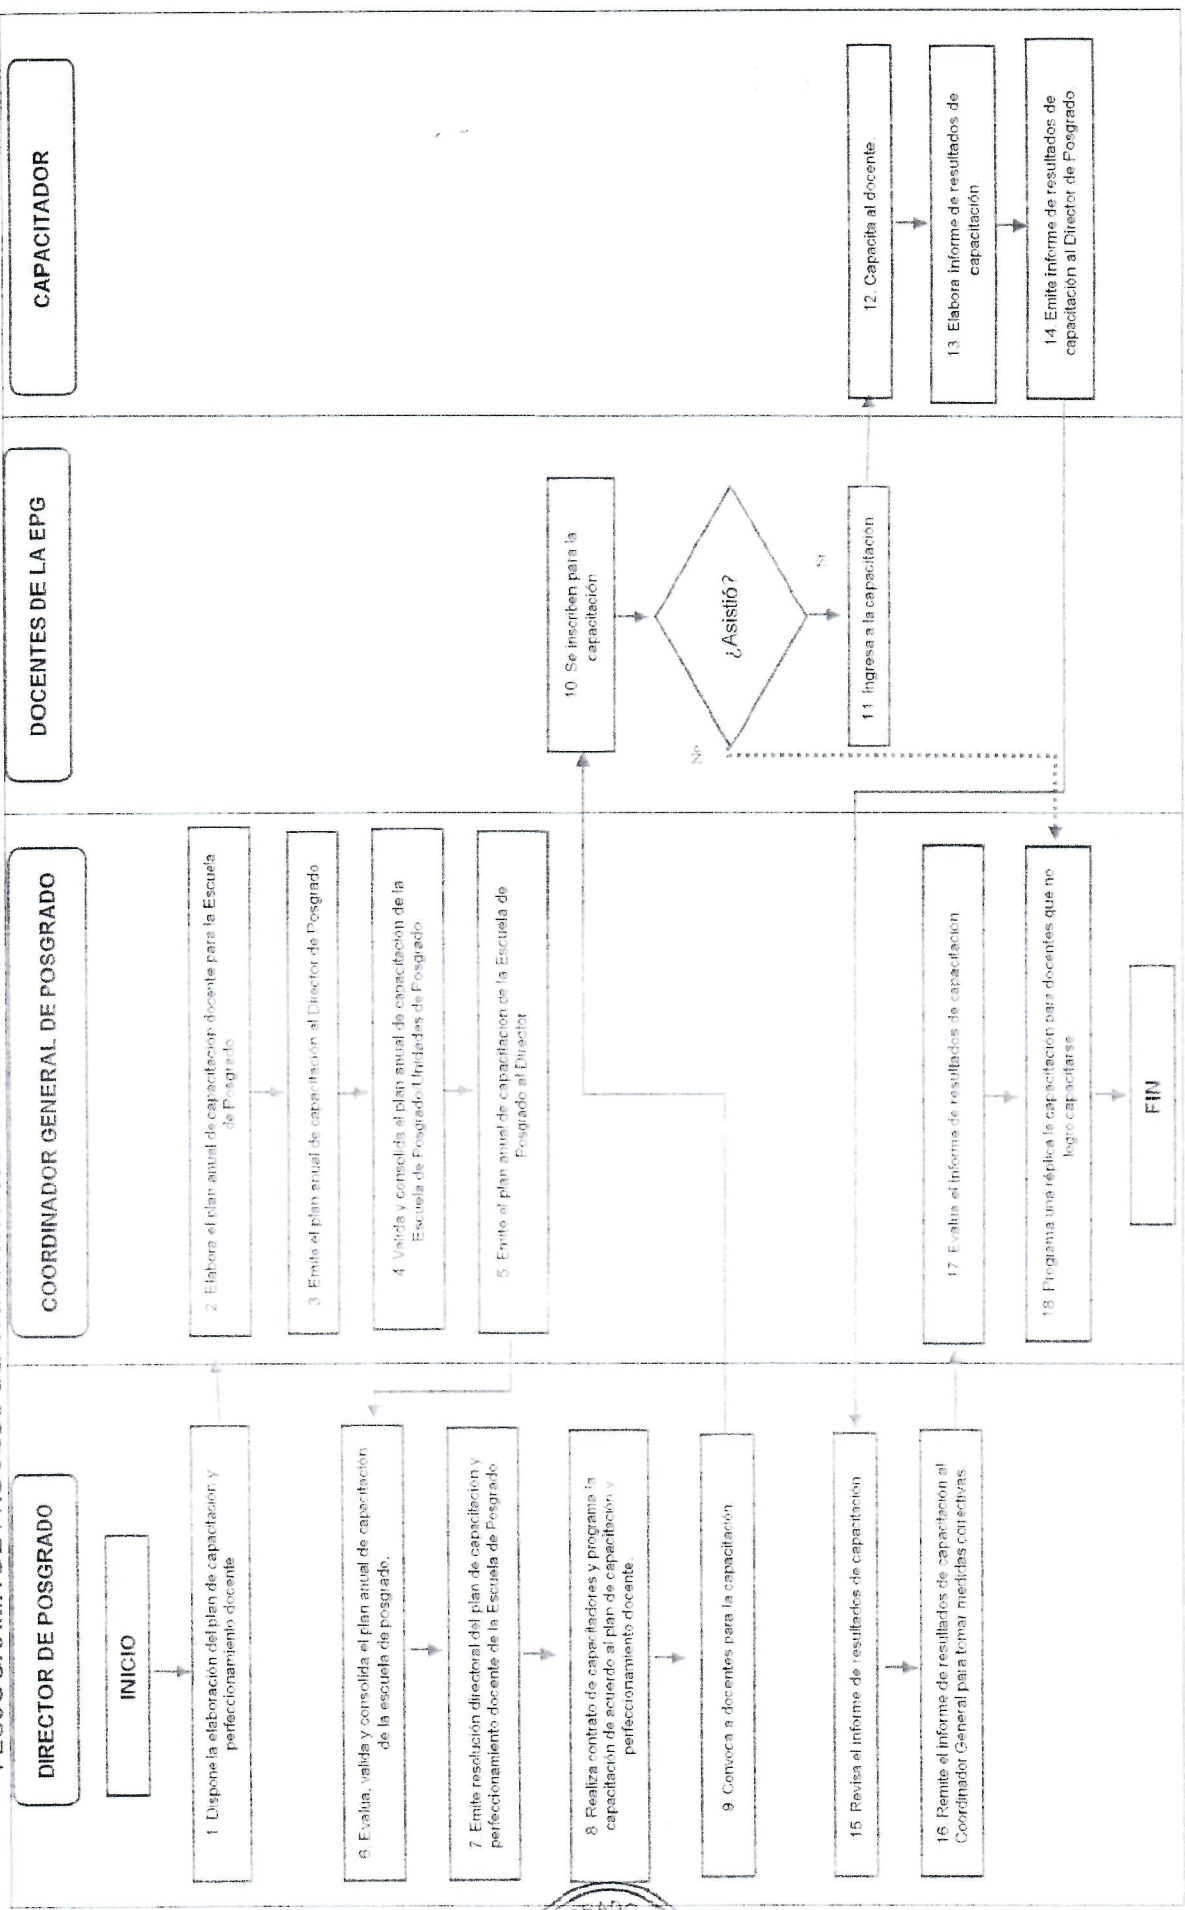 DIRECTOR DE POSGRADO
COORDINADOR GENERAL DE POSGRADO
DOCENTES DE LA EPG
CAPACITADOR
INICIO
1 Dispone la elaboración del plan de capacitación y
perfeccionamiento docente
2 Elabora el plan anual de capacitación docente para la Escuela
de Posgrado
3 Emite el plan anual de capacitación al Director de Posgrado
4 Valida y consolida el plan anual de capacitación de la
Escuela de Posgrado/Unidades de Posgrado.
5 Emite el plan anual de capacitación de la Escuela de
Posgrado al Director
6. Evalua, valida y consolida el plan anual de capacitación
de la escuela de posgrado.
7 Emite resolución directoral del plan de capacitación y
perfeccionamiento docente de la Escuela de Posgrado
8 Realiza contrato de capacitadores y programa la
capacitación de acuerdo al plan de capacitación y
perfeccionamiento docente.
9 Convoca a docentes para la capacitación
10 Se inscriben para la
capacitación
¿Asistió?
No
Si
11 Ingresa a la capacitación
12. Capacita al docente.
13 Elabora informe de resultados de
capacitación.
14. Emite informe de resultados de
capacitación al Director de Posgrado.
15 Revisa el informe de resultados de capacitación
16. Remite el informe de resultados de capacitación al
Coordinador General para tomar medidas correctivas.
17 Evalua el informe de resultados de capacitación
18 Programa una réplica la capacitación para docentes que no
logro capacitarse
FIN